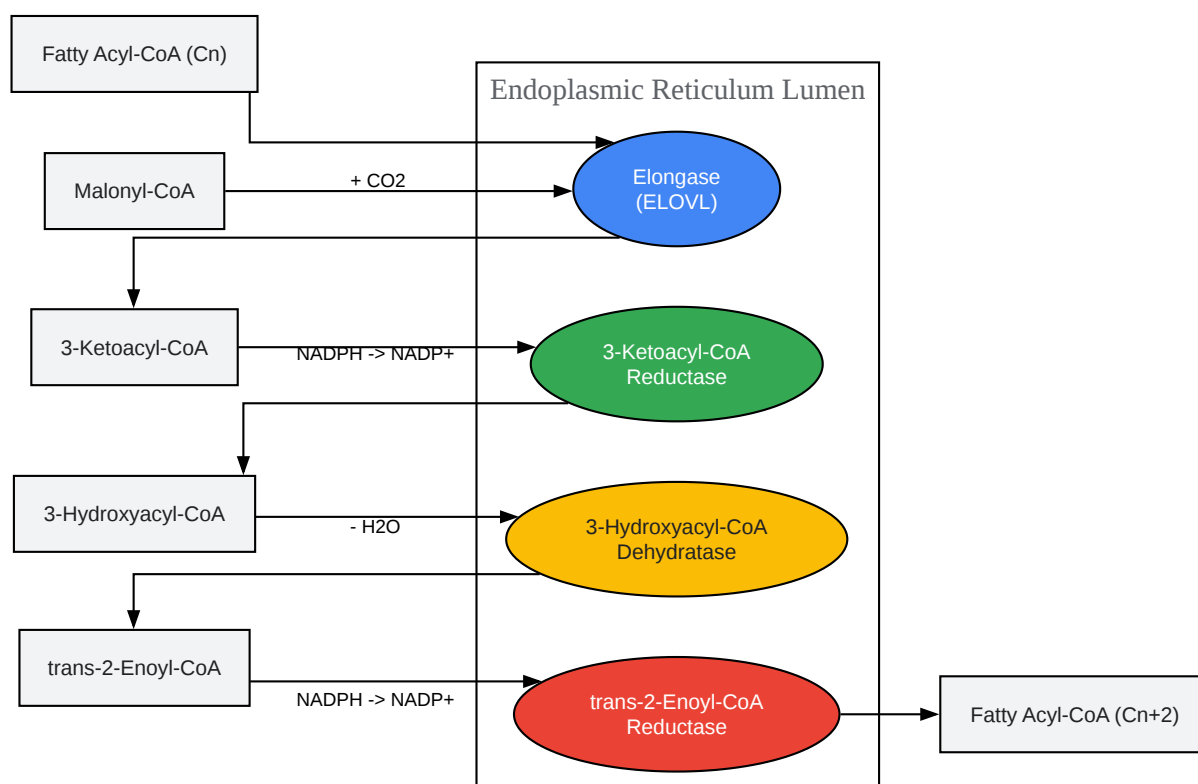 Fatty Acyl-CoA (Cn)
Endoplasmic Reticulum Lumen
Malonyl-CoA
+ CO2
Elongase
(ELOVL)
3-Ketoacyl-CoA
NADPH -> NADP+
3-Ketoacyl-CoA
Reductase
3-Hydroxyacyl-CoA
- H2O
3-Hydroxyacyl-CoA
Dehydratase
trans-2-Enoyl-CoA
NADPH -> NADP+
trans-2-Enoyl-CoA
Reductase
Fatty Acyl-CoA (Cn+2)